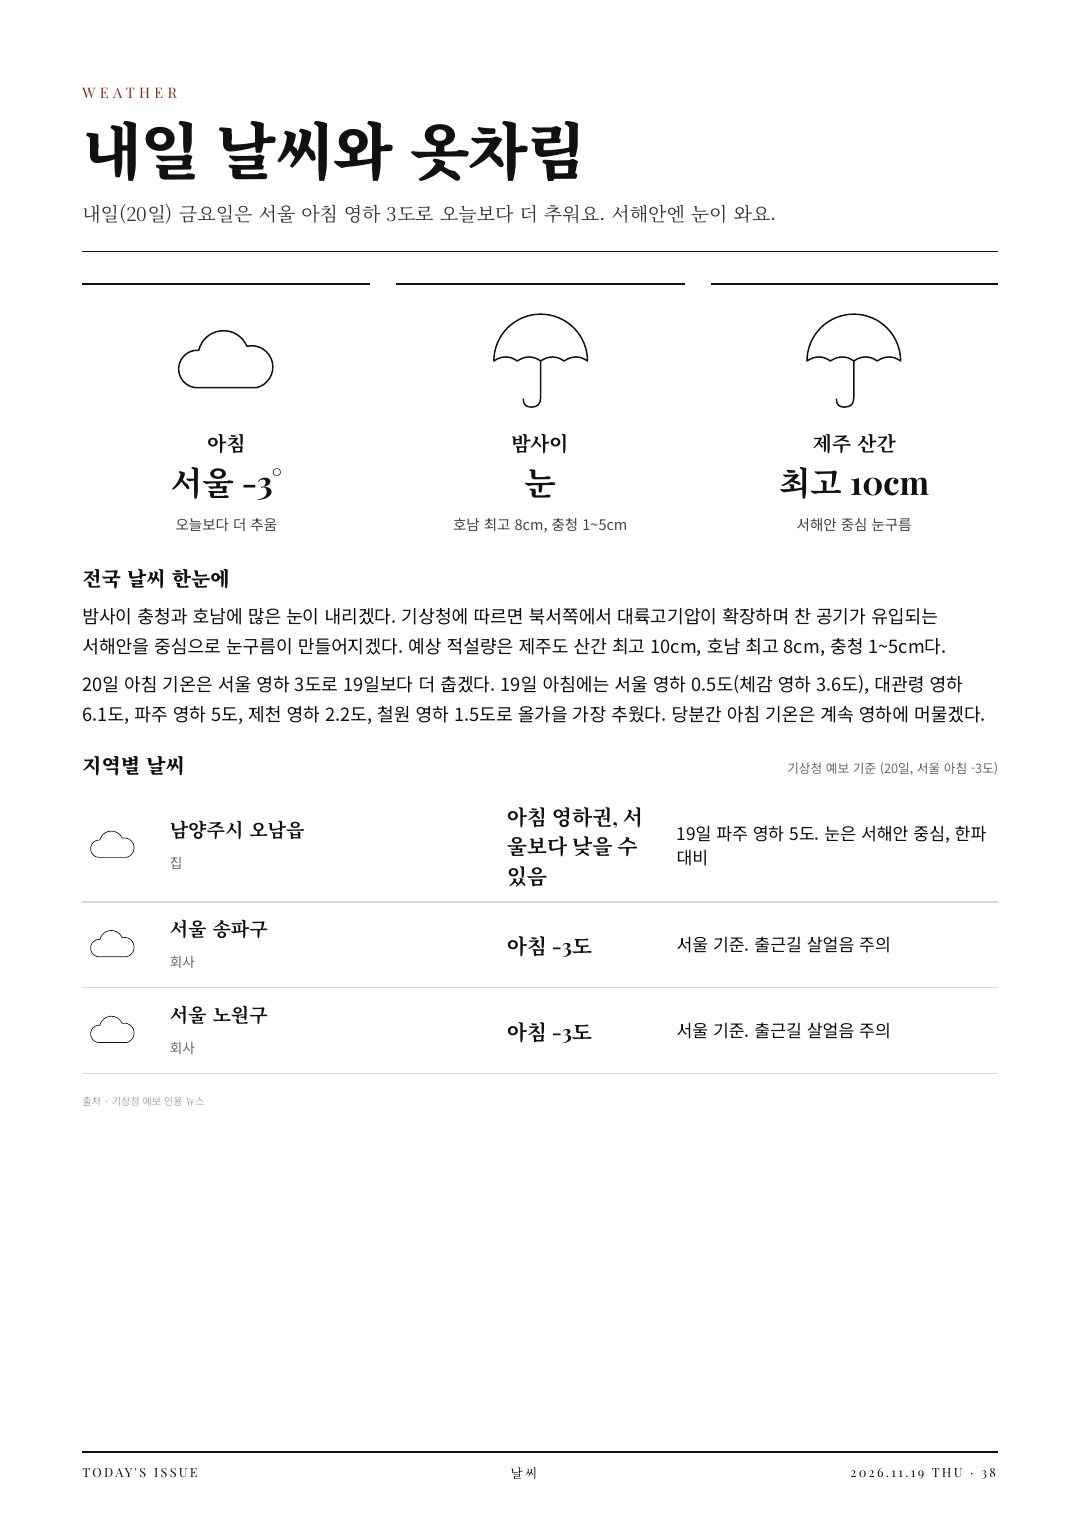 WEATHER
내일 날씨와 옷차림
내일(20일) 금요일은 서울 아침 영하 3도로 오늘보다 더 추워요. 서해안엔 눈이 와요.
아침
서울 -3°
오늘보다 더 추움
밤사이
눈
호남 최고 8cm, 충청 1~5cm
제주 산간
최고 10cm
서해안 중심 눈구름
전국 날씨 한눈에
밤사이 충청과 호남에 많은 눈이 내리겠다. 기상청에 따르면 북서쪽에서 대륙고기압이 확장하며 찬 공기가 유입되는
서해안을 중심으로 눈구름이 만들어지겠다. 예상 적설량은 제주도 산간 최고 10cm, 호남 최고 8cm, 충청 1~5cm다.
20일 아침 기온은 서울 영하 3도로 19일보다 더 춥겠다. 19일 아침에는 서울 영하 0.5도(체감 영하 3.6도), 대관령 영하
6.1도, 파주 영하 5도, 제천 영하 2.2도, 철원 영하 1.5도로 올가을 가장 추웠다. 당분간 아침 기온은 계속 영하에 머물겠다.
지역별 날씨
기상청 예보 기준 (20일, 서울 아침 -3도)
남양주시 오남읍
집
아침 영하권, 서
울보다 낮을 수
있음
19일 파주 영하 5도. 눈은 서해안 중심, 한파
대비
서울 송파구
회사
아침 -3도
서울 기준. 출근길 살얼음 주의
서울 노원구
회사
아침 -3도
서울 기준. 출근길 살얼음 주의
출처 · 기상청 예보 인용 뉴스
TODAY'S ISSUE
날씨
2026.11.19 THU · 38